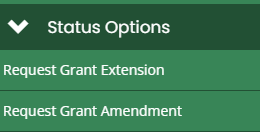 Status Options
Request Grant Extension
Request Grant Amendment